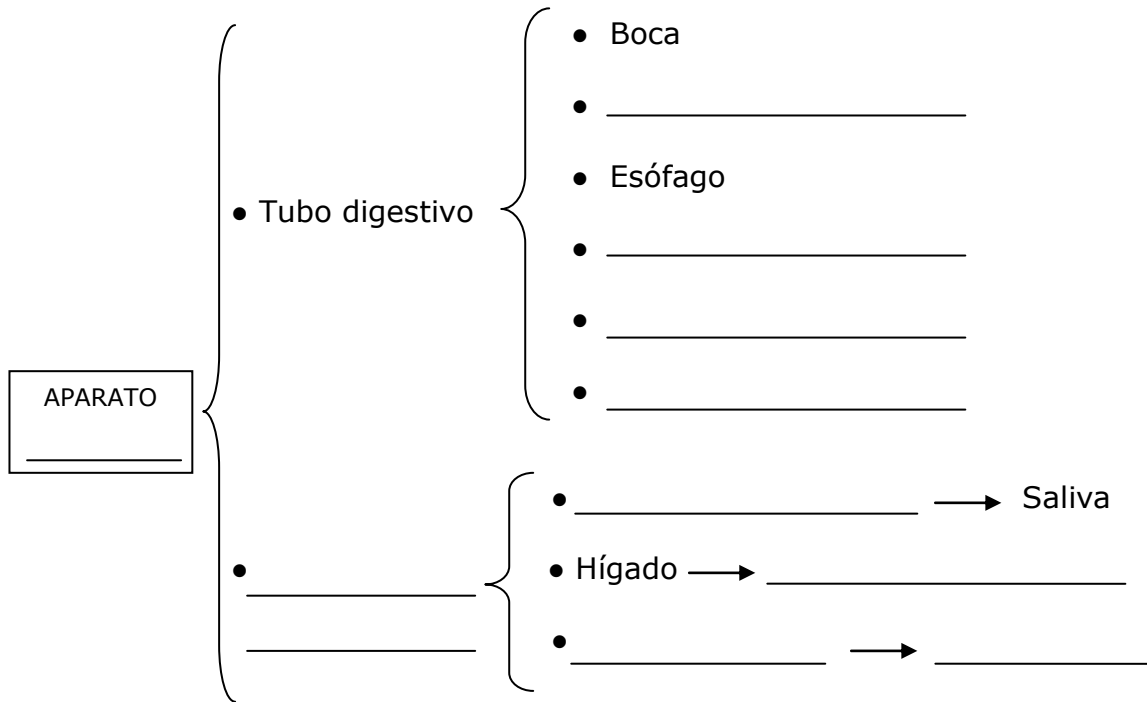 Boca
Esófago
Tubo digestivo
APARATO
Saliva
Hígado